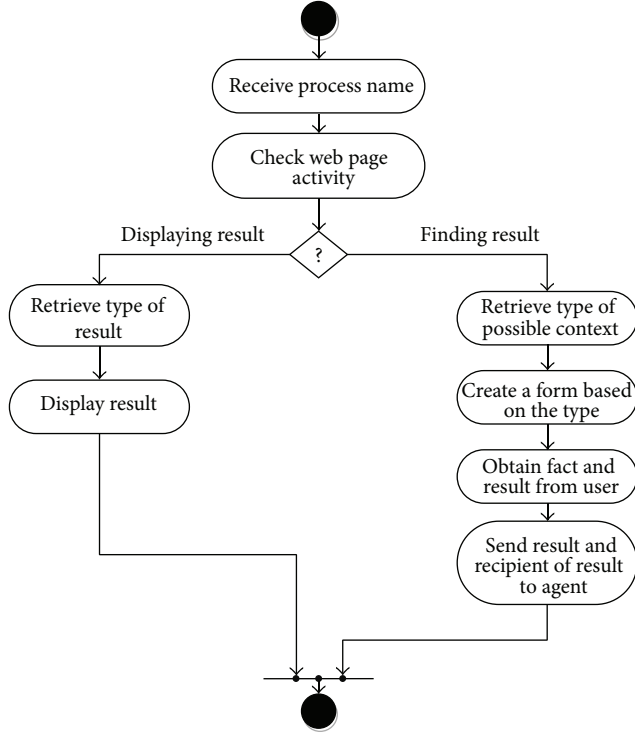 Receive process name
Check web page
activity
Displaying result
?
Finding result
Retrieve type of
result
Display result
Retrieve type of
possible context
Create a form based
on the type
Obtain fact and
result from user
Send result and
recipient of result
to agent